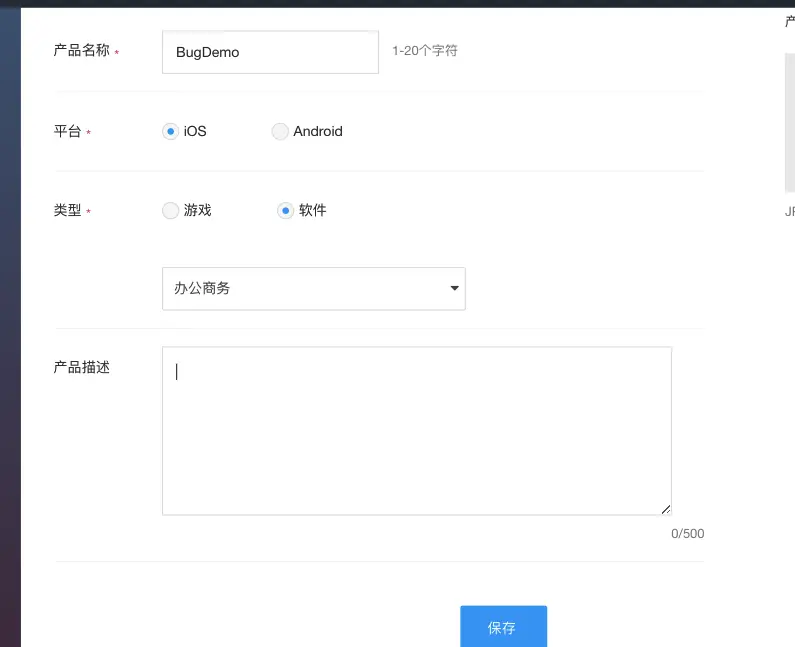 产品名称 * BugDemo 1-20个字符
平台 * iOS Android
类型 * 游戏 软件
办公商务
产品描述
0/500
保存
产